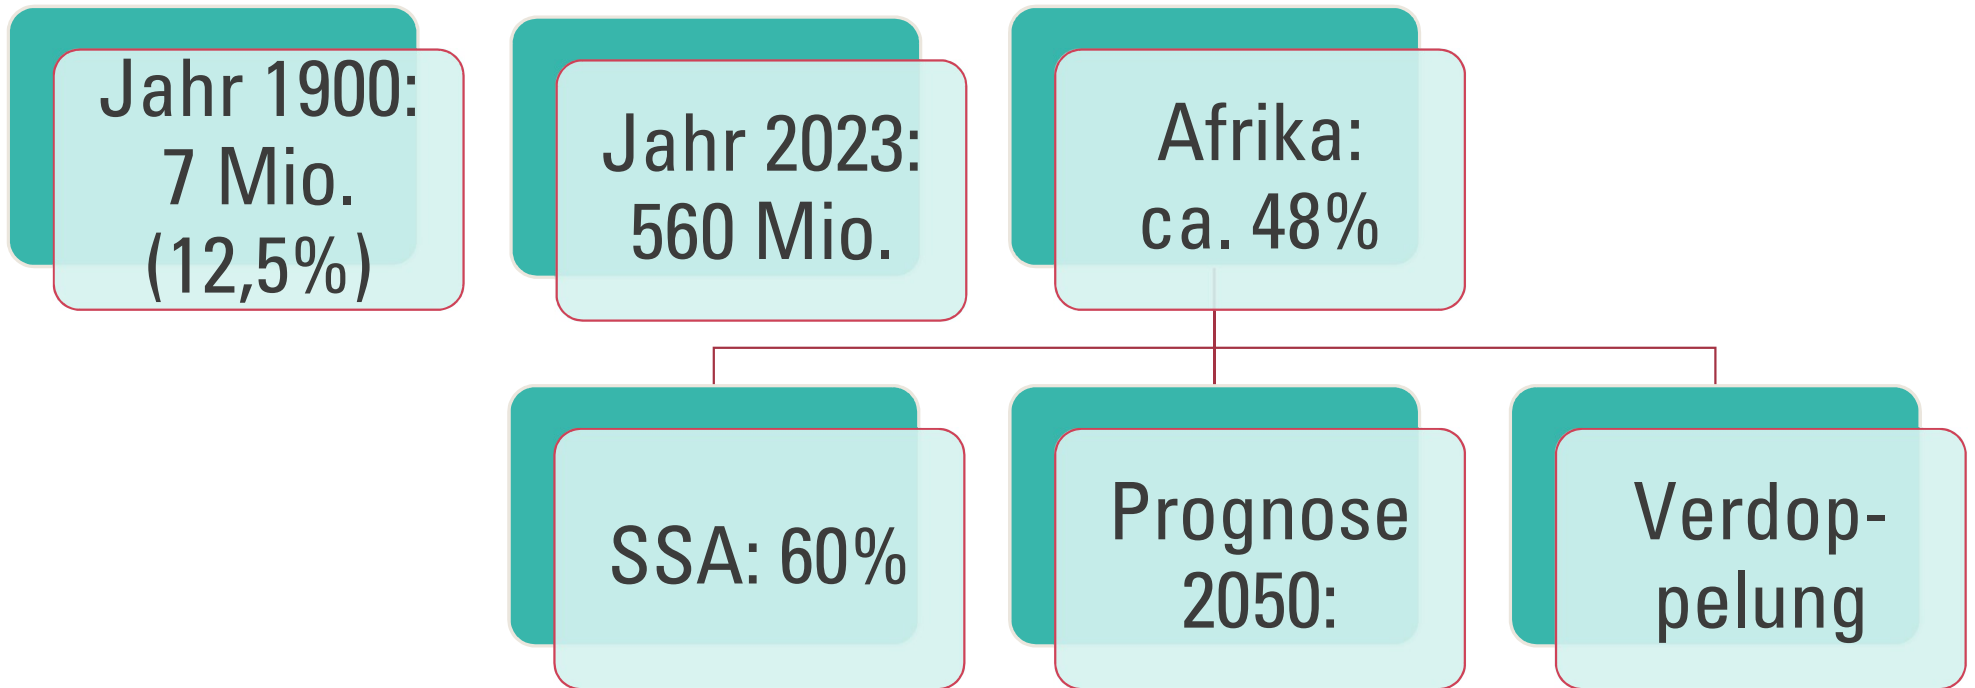 Jahr 1900:
7 Mio.
(12,5%)
Jahr 2023:
560 Mio.
Afrika:
ca. 48%
SSA: 60%
Prognose
2050:
Verdop-
pelung